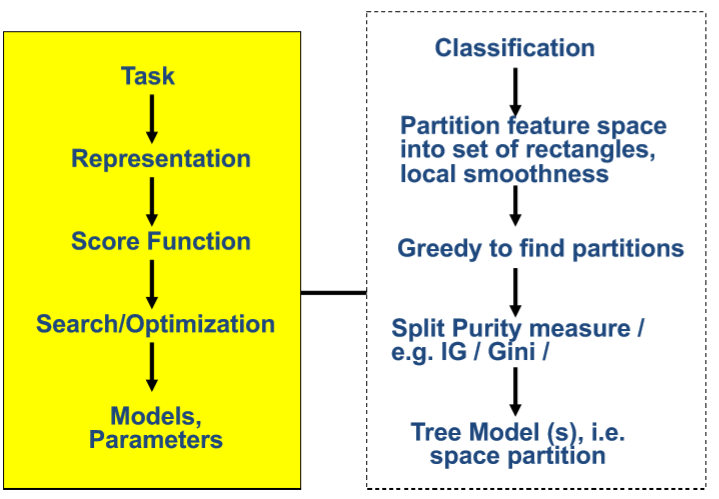 Task
Representation
Score Function
Search/Optimization
Models,
Parameters
Classification
Partition feature space
into set of rectangles,
local smoothness
Greedy to find partitions
Split Purity measure /
e.g. IG / Gini /
Tree Model (s), i.e.
space partition